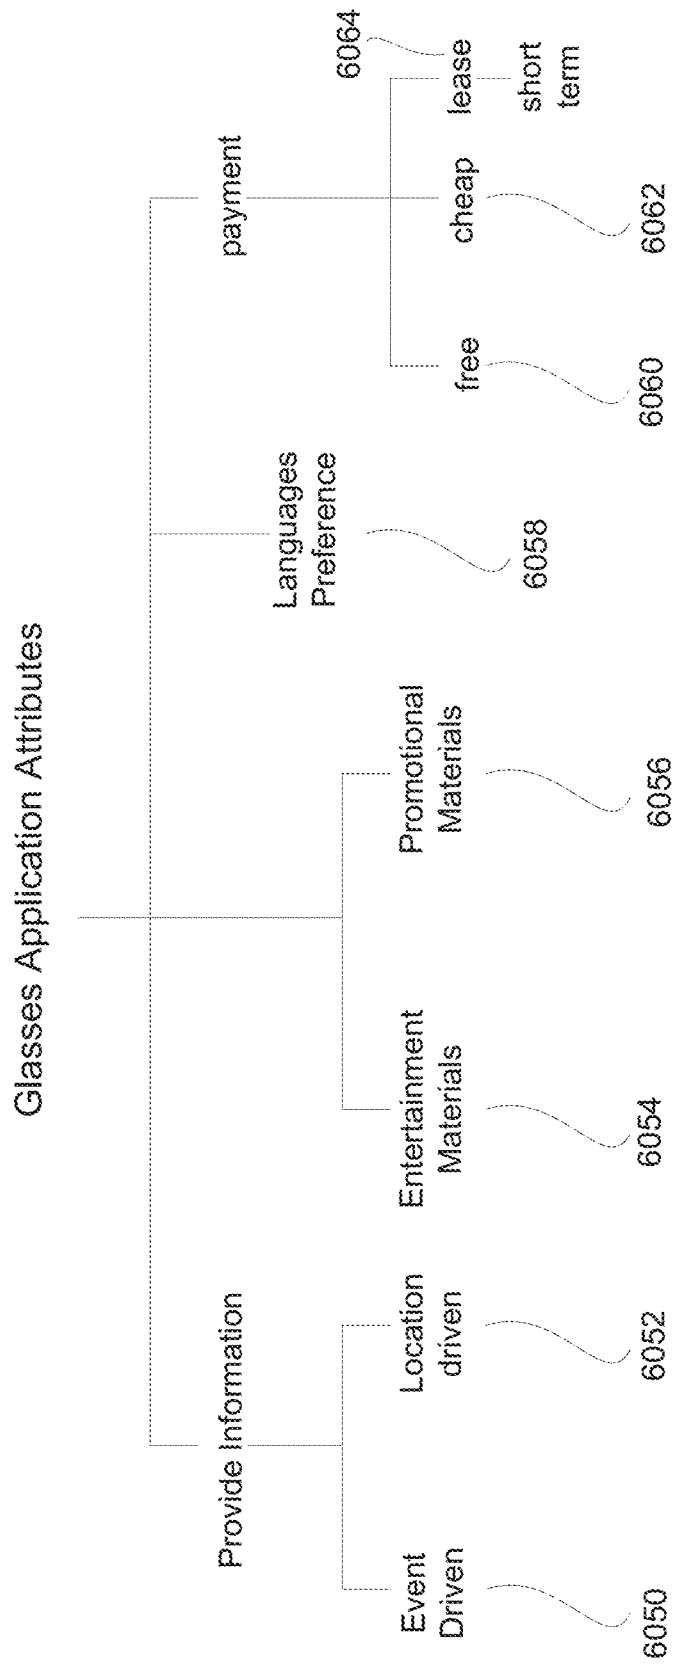 Glasses Application Attributes
Provide Information
Event
Driven
6050
Location
driven
6052
Entertainment
Materials
6054
Promotional
Materials
6056
Languages
Preference
6058
payment
free
6060
cheap
6062
lease
6064
short
term